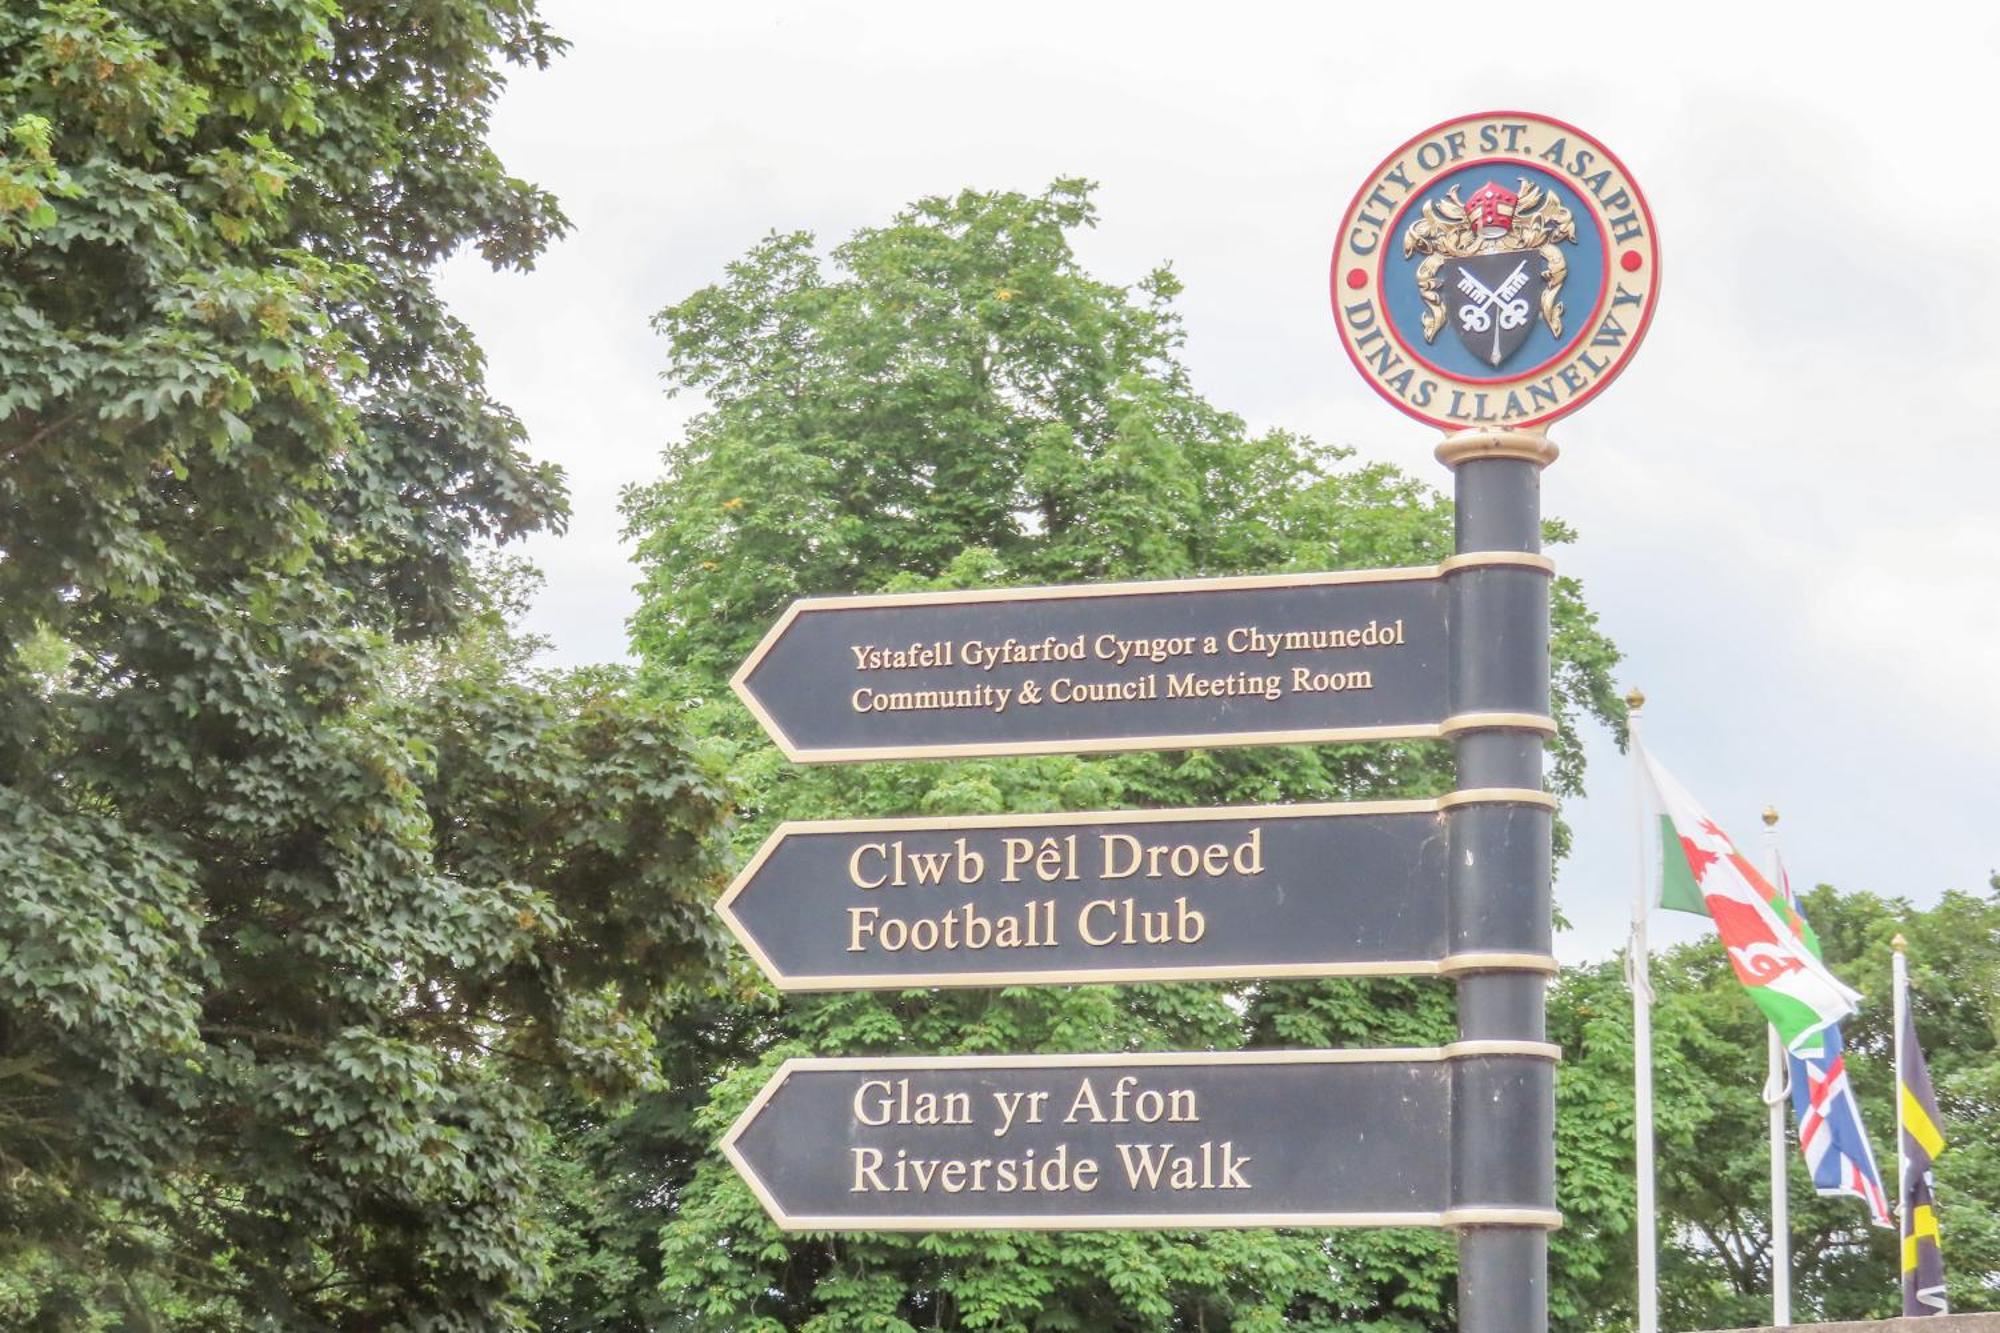 CITY OF ST. ASAPH
DINAS LLANELWY
Ystafell Gyfarfod Cyngor a Chymunedol
Community & Council Meeting Room
Clwb Pêl Droed
Football Club
Glan yr Afon
Riverside Walk